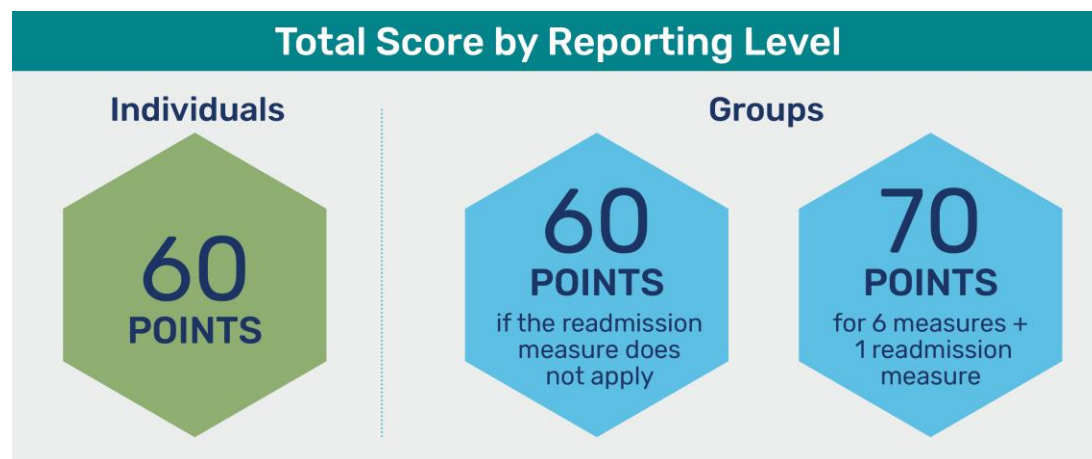 Total Score by Reporting Level
Individuals
60
POINTS
Groups
60
POINTS
if the readmission
measure does
not apply
70
POINTS
for 6 measures +
1 readmission
measure